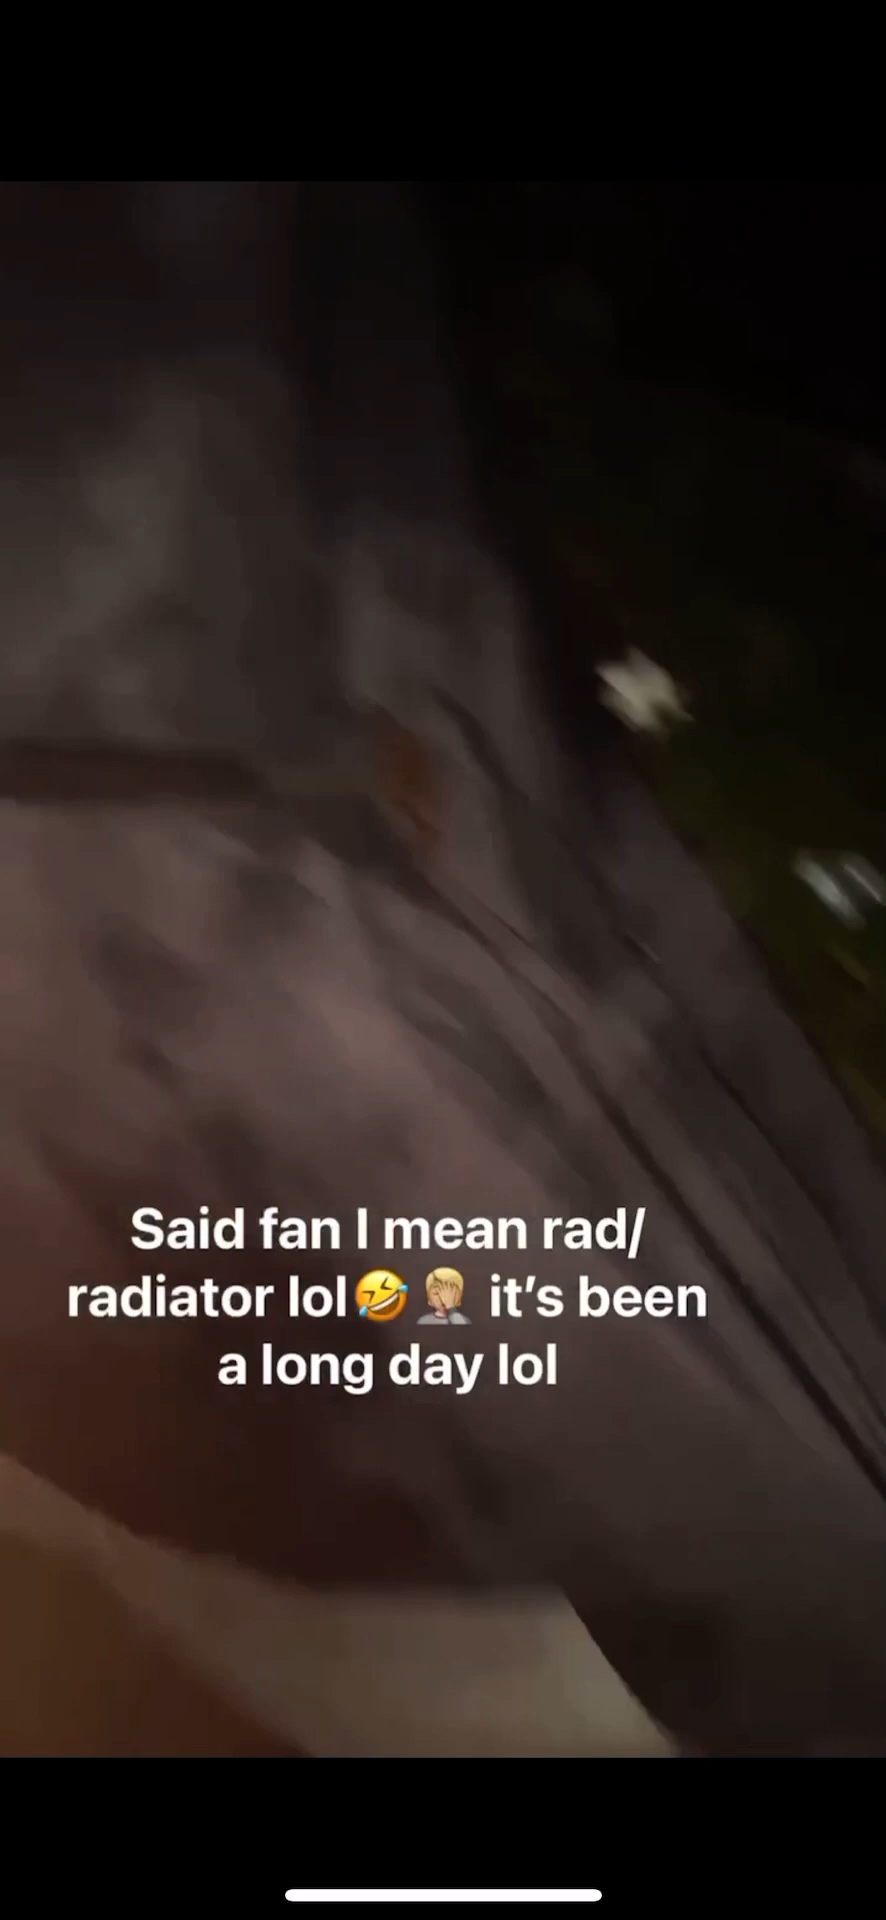 Said fan I mean rad/
radiator lol🤣🤦🏼 it’s been
a long day lol